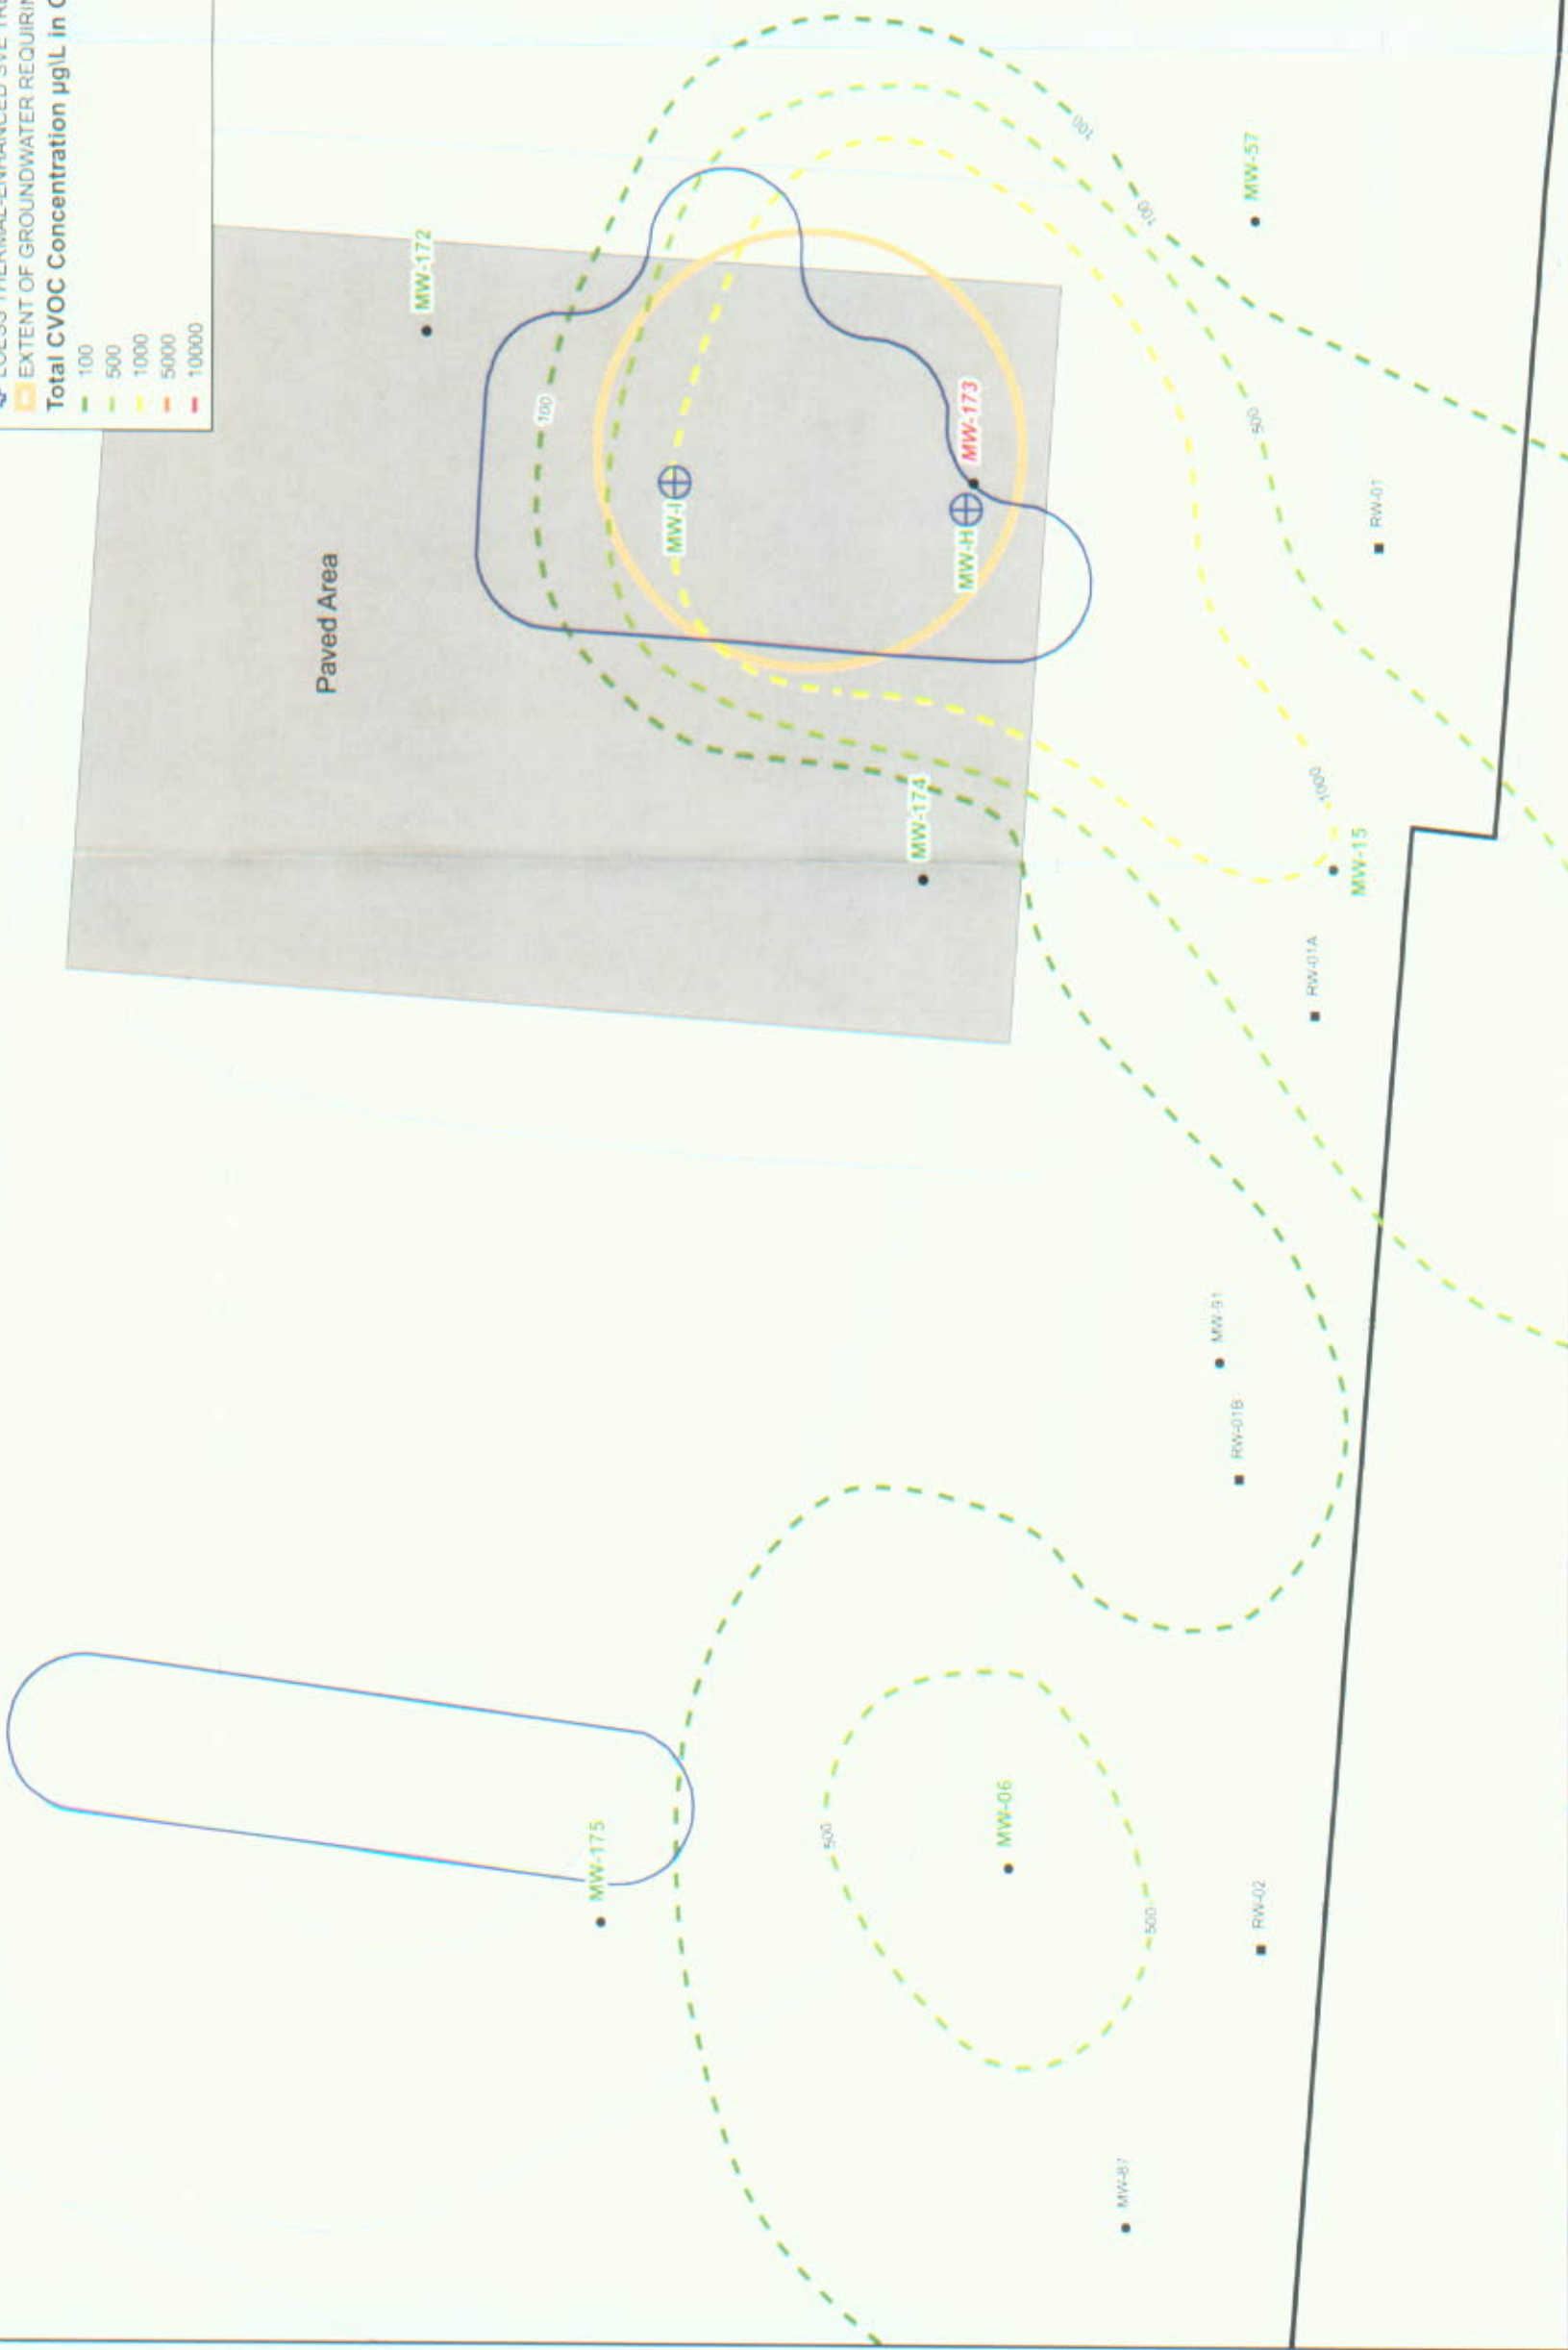 EXTENT OF GROUNDWATER REQUIRIN
Total CVOC Concentration µg\L in
100
500
1000
5000
10000
MW-172
Paved Area
100
MW-I
MW-H
MW-173
MW-174
100
100
MW-57
500
RW-01
1000
MW-15
RW-01A
MW-91
RW-01B
MW-175
500
MW-06
500
RW-02
MW-87